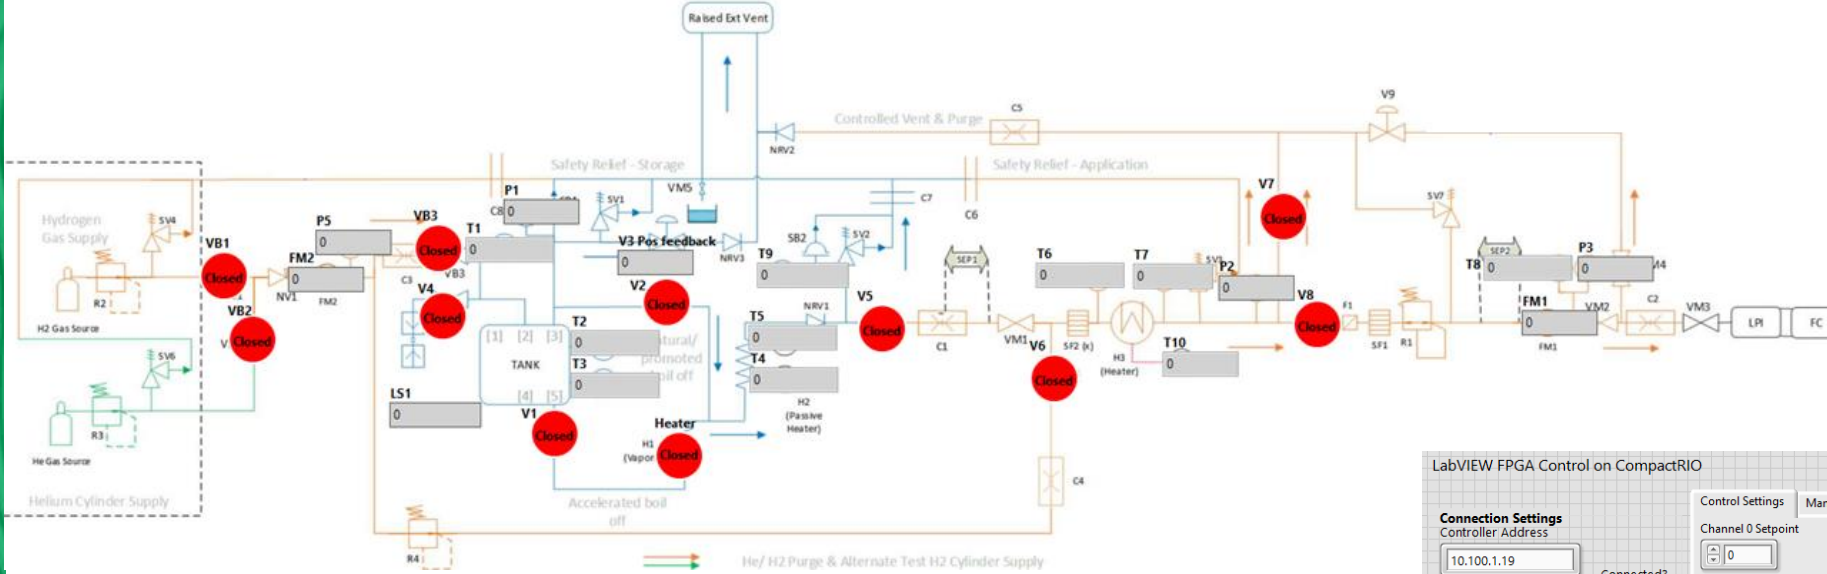 Raised Ext Vent
V9
C5
Controlled Vent & Purge
NRV2
Safety Relief - Storage
Safety Relief - Application
VM5
P1
0
C8
SV1
C7
C6
V7
Closed
SV7
Hydrogen
Gas Supply
SV4
P5
0
VB3
Closed
VB3
T1
0
V3 Pos feedback
0
NRV3
SB2
SV2
T9
0
SEP1
T6
0
T7
0
P2
0
SEP2
T8
0
P3
0
M4
VB1
Closed
FM2
0
FM2
NV1
C3
R2
H2 Gas Source
VB2
Closed
V
V4
Closed
V2
Closed
NRV1
V5
Closed
C1
VM1
V6
Closed
SF2 (x)
H3
(Heater)
T10
0
V8
Closed
F1
SF1
R1
FM1
0
FM1
VM2
C2
VM3
LPI
FC
[1] [2] [3]
TANK
[4] [5]
T2
0
T3
0
promoted
T5
0
T4
0
H2
(Passive
Heater)
SV6
R3
He Gas Source
LS1
0
V1
Closed
Heater
Closed
H1
(Vapor
Helium Cylinder Supply
Accelerated boil
off
C4
R4
He/ H2 Purge & Alternate Test H2 Cylinder Supply
LabVIEW FPGA Control on CompactRIO
Control Settings
Connection Settings
Controller Address
10.100.1.19
Channel 0 Setpoint
0